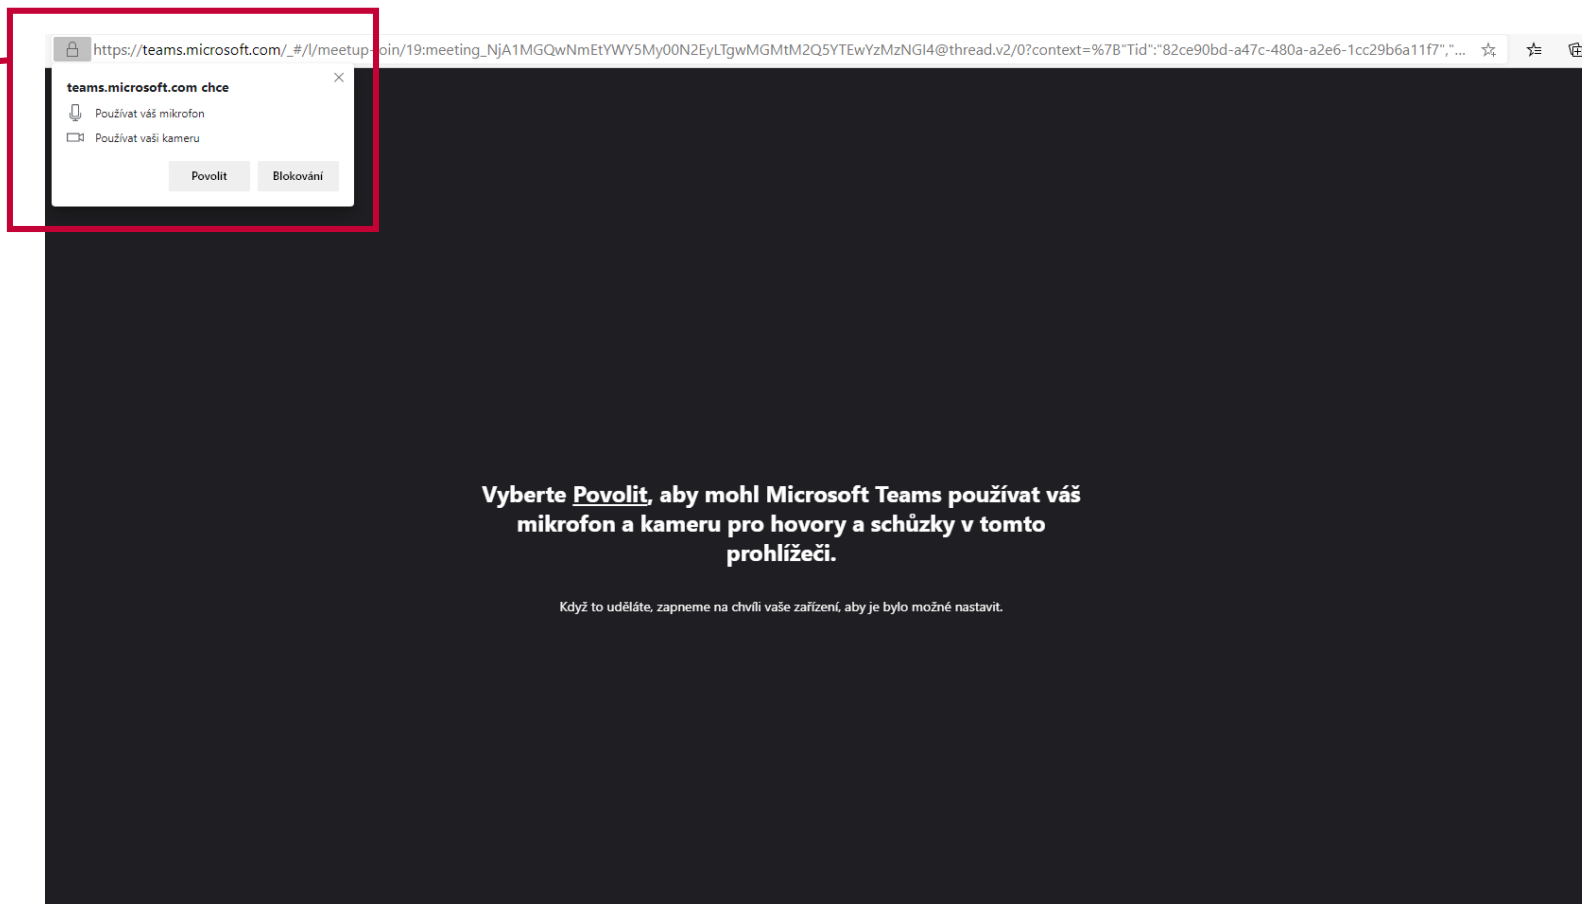 https://teams.microsoft.com/_#/l/meetup-join/19:meeting_NjA1MGQwNmEtYWY5My00N2EyLTgwMGMtM2Q5YTEwYzMzNGI4@thread.v2/0?context=%7B"Tid":"82ce90bd-a47c-480a-a2e6-1cc29b6a11f7","...
teams.microsoft.com chce
Používat váš mikrofon
Používat vaši kameru
Povolit Blokování
Vyberte Povolit, aby mohl Microsoft Teams používat váš
mikrofon a kameru pro hovory a schůzky v tomto
prohlížeči.
Když to uděláte, zapneme na chvíli vaše zařízení, aby je bylo možné nastavit.